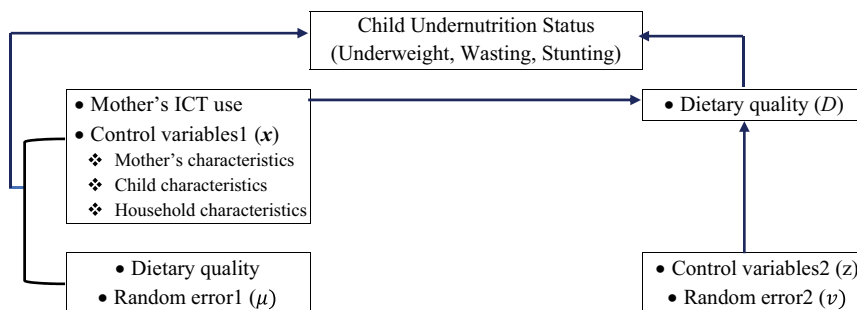 Child Undernutrition Status
(Underweight, Wasting, Stunting)
● Mother's ICT use
● Control variables1 (x)
❖ Mother's characteristics
❖ Child characteristics
❖ Household characteristics
● Dietary quality (D)
● Dietary quality
● Random error1 (μ)
● Control variables2 (z)
● Random error2 (v)